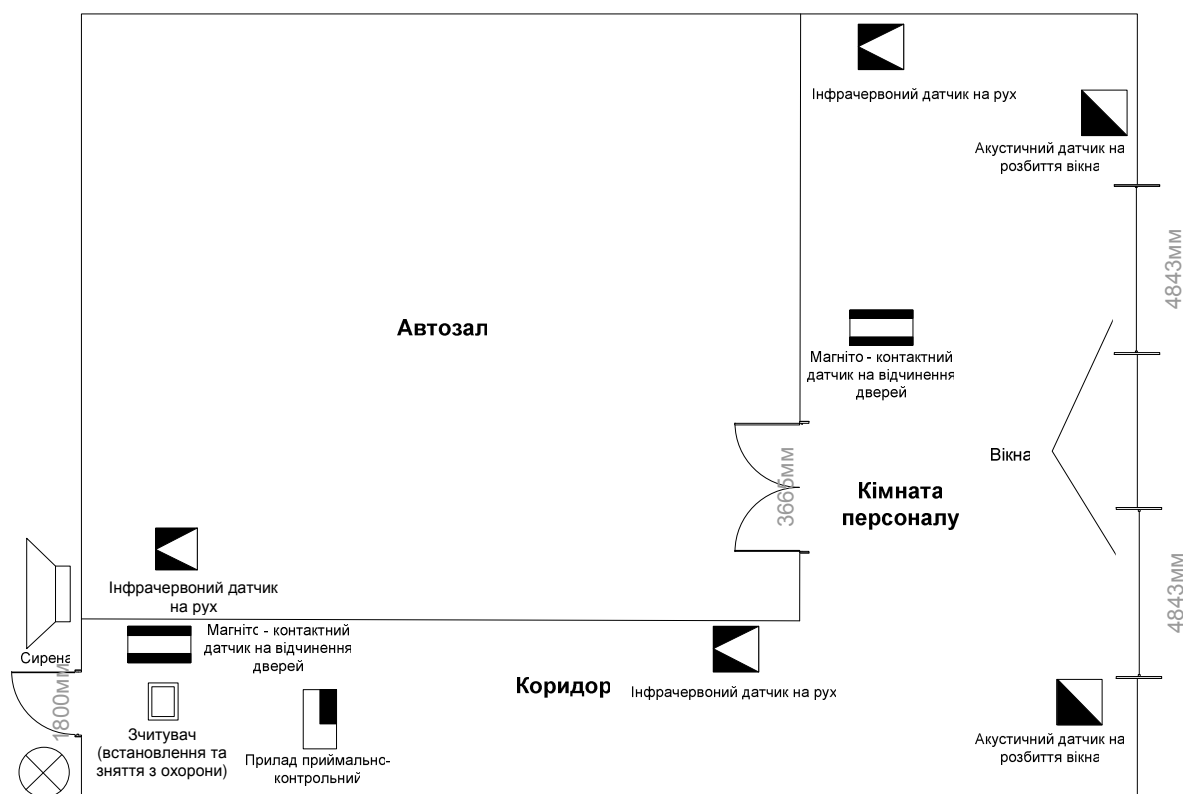 Інфрачервоний датчик на рух
Акустичний датчик на
розбиття вікна
4843мм
Автозал
Магніто - контактний
датчик на відчинення
дверей
Вікна
3665мм
Кімната
персоналу
4843мм
Інфрачервоний датчик
на рух
Сирена
Магніто - контактний
датчик на відчинення
дверей
1800мм
Коридор
Інфрачервоний датчик на рух
Зчитувач
(встановлення та
зняття з охорони)
Прилад приймально-
контрольний
Акустичний датчик на
розбиття вікна